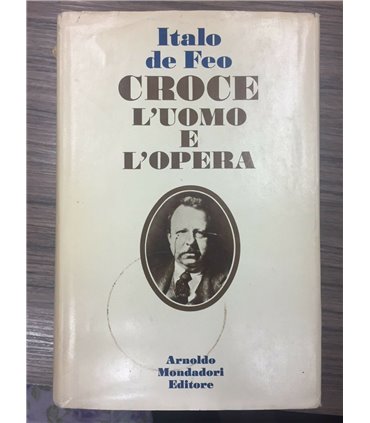 Italo
de Feo
CROCE
L'UOMO
E
L'OPERA
Arnoldo
Mondadori
Editore